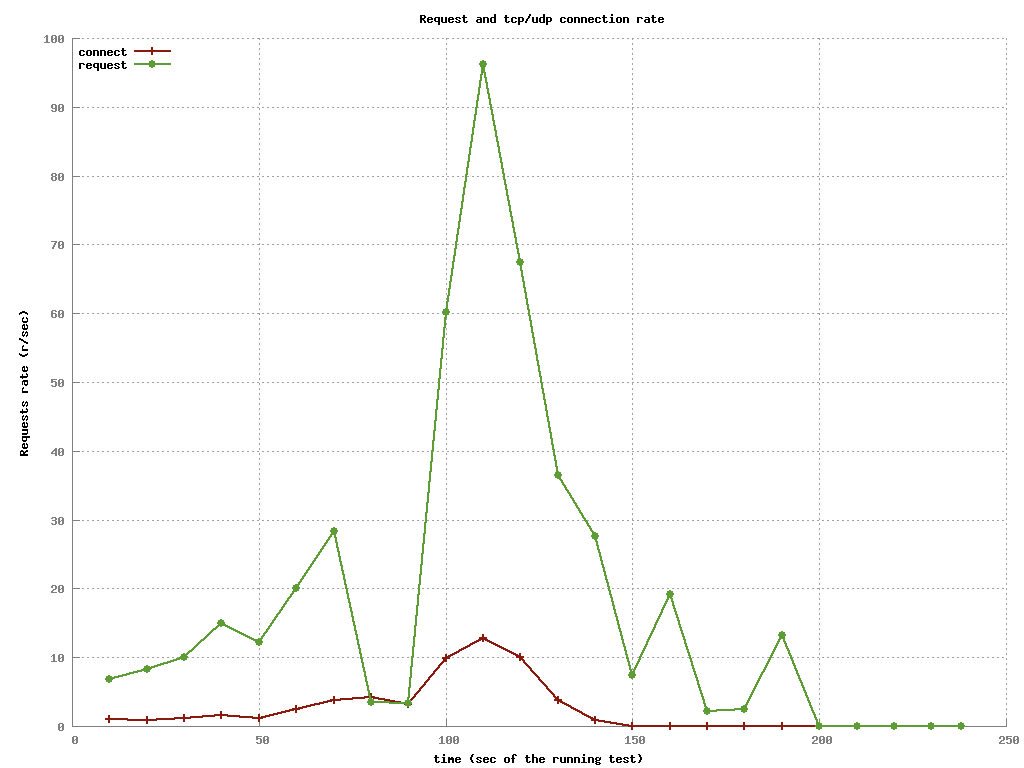 Request and tcp/udp connection rate
100
connect
request
90
80
70
60
50
40
30
20
10
0
Requests rate (r/sec)
0 50 100 150 200 250
time (sec of the running test)